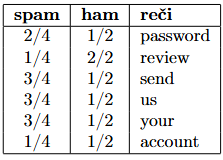 spam ham reči
2/4 1/2 password
1/4 2/2 review
3/4 1/2 send
3/4 1/2 us
3/4 1/2 your
1/4 1/2 account